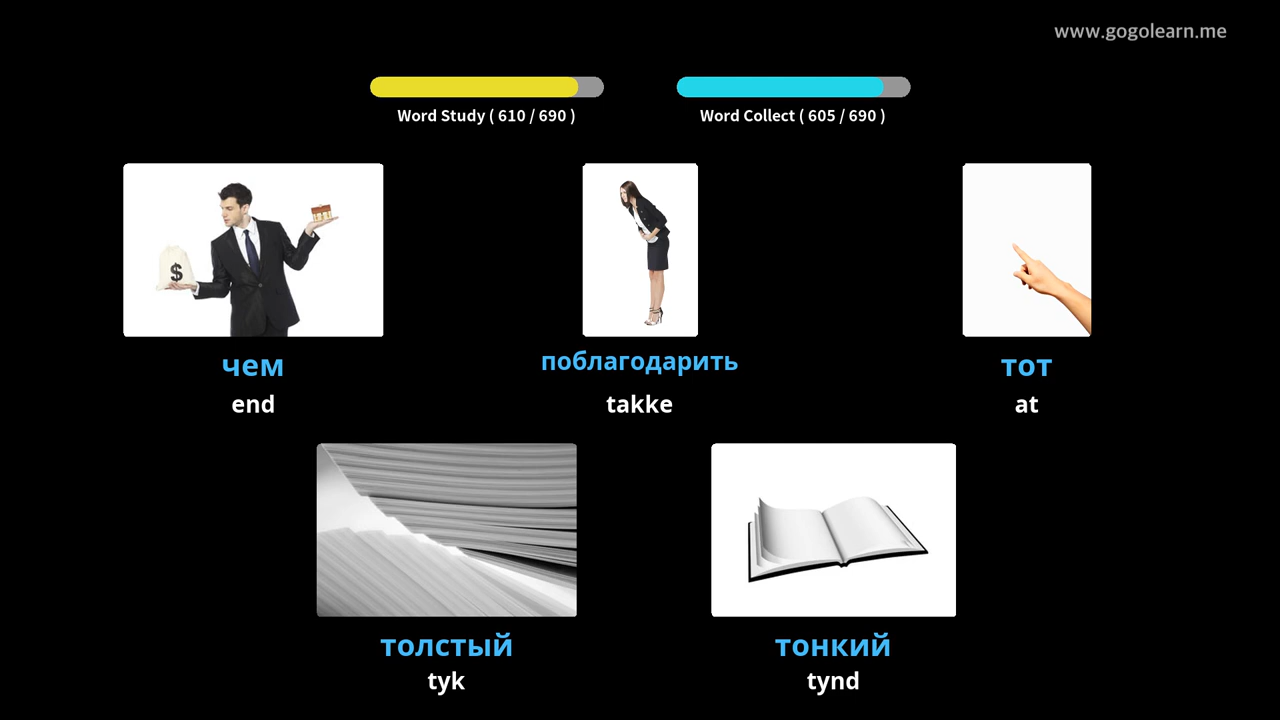 www.gogolearn.me
Word Study ( 610 / 690 )
Word Collect ( 605 / 690 )
$
чем
end
поблагодарить
takke
тот
at
толстый
tyk
тонкий
tynd